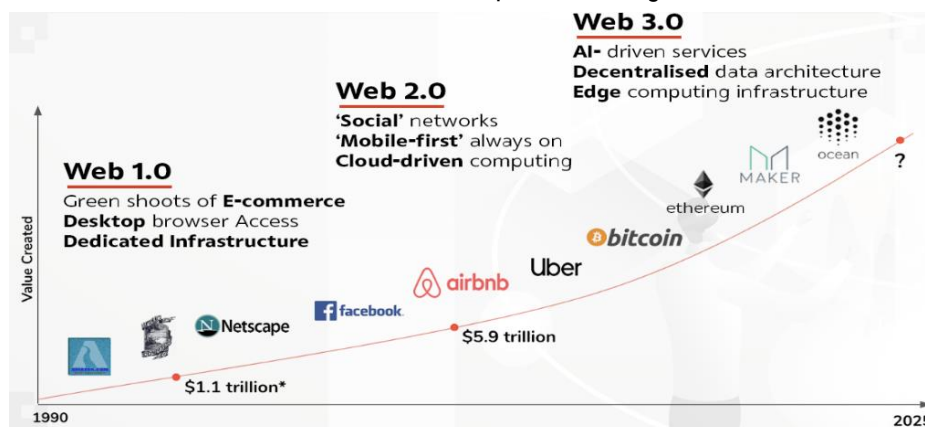 Web 3.0
AI- driven services
Decentralised data architecture
Edge computing infrastructure
Web 2.0
'Social' networks
'Mobile-first' always on
Cloud-driven computing
Web 1.0
Green shoots of E-commerce
Desktop browser Access
Dedicated Infrastructure
Value Created
amazon.com
N Netscape
f facebook.
airbnb
Uber
bitcoin
ethereum
MAKER
ocean
?
$1.1 trillion*
$5.9 trillion
1990
2025